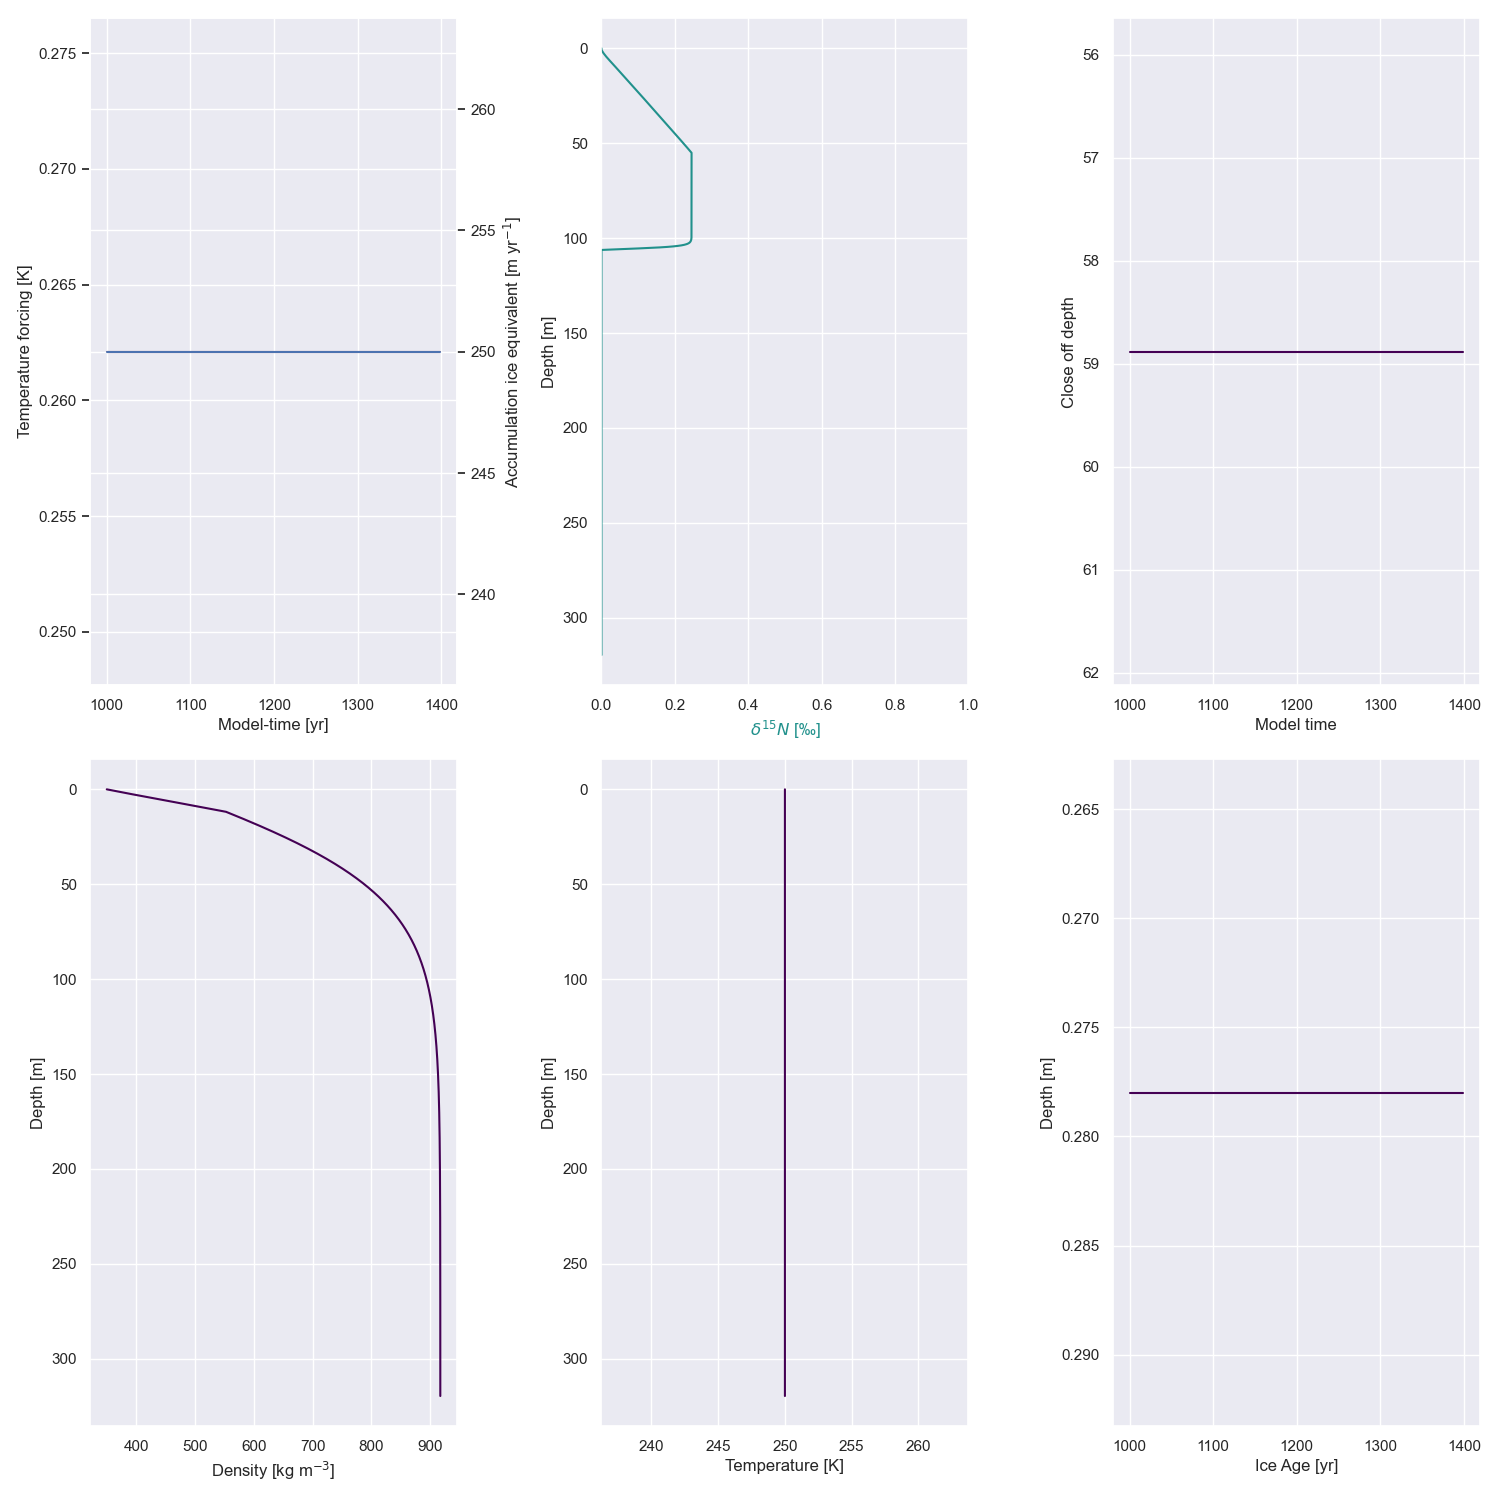 0.275
0.270
0.265
0.260
0.255
0.250
Temperature forcing [K]
260
255
250
245
240
Accumulation ice equivalent [m yr⁻¹]
1000 1100 1200 1300 1400
Model-time [yr]
0
50
100
150
200
250
300
Depth [m]
0.0 0.2 0.4 0.6 0.8 1.0
δ¹⁵N [‰]
56
57
58
59
60
61
62
Close off depth
1000 1100 1200 1300 1400
Model time
0
50
100
150
200
250
300
Depth [m]
400 500 600 700 800 900
Density [kg m⁻³]
0
50
100
150
200
250
300
Depth [m]
240 245 250 255 260
Temperature [K]
0.265
0.270
0.275
0.280
0.285
0.290
Depth [m]
1000 1100 1200 1300 1400
Ice Age [yr]